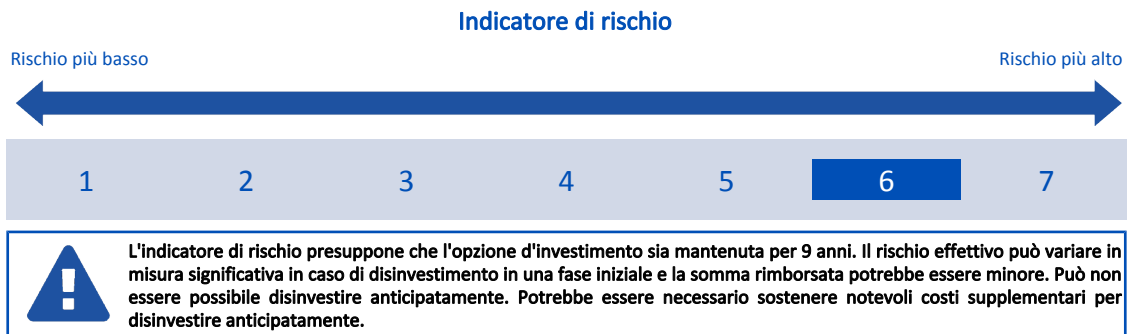 Indicatore di rischio
Rischio più basso
Rischio più alto
1 2 3 4 5 6 7
L'indicatore di rischio presuppone che l'opzione d'investimento sia mantenuta per 9 anni. Il rischio effettivo può variare in
misura significativa in caso di disinvestimento in una fase iniziale e la somma rimborsata potrebbe essere minore. Può non
essere possibile disinvestire anticipatamente. Potrebbe essere necessario sostenere notevoli costi supplementari per
disinvestire anticipatamente.